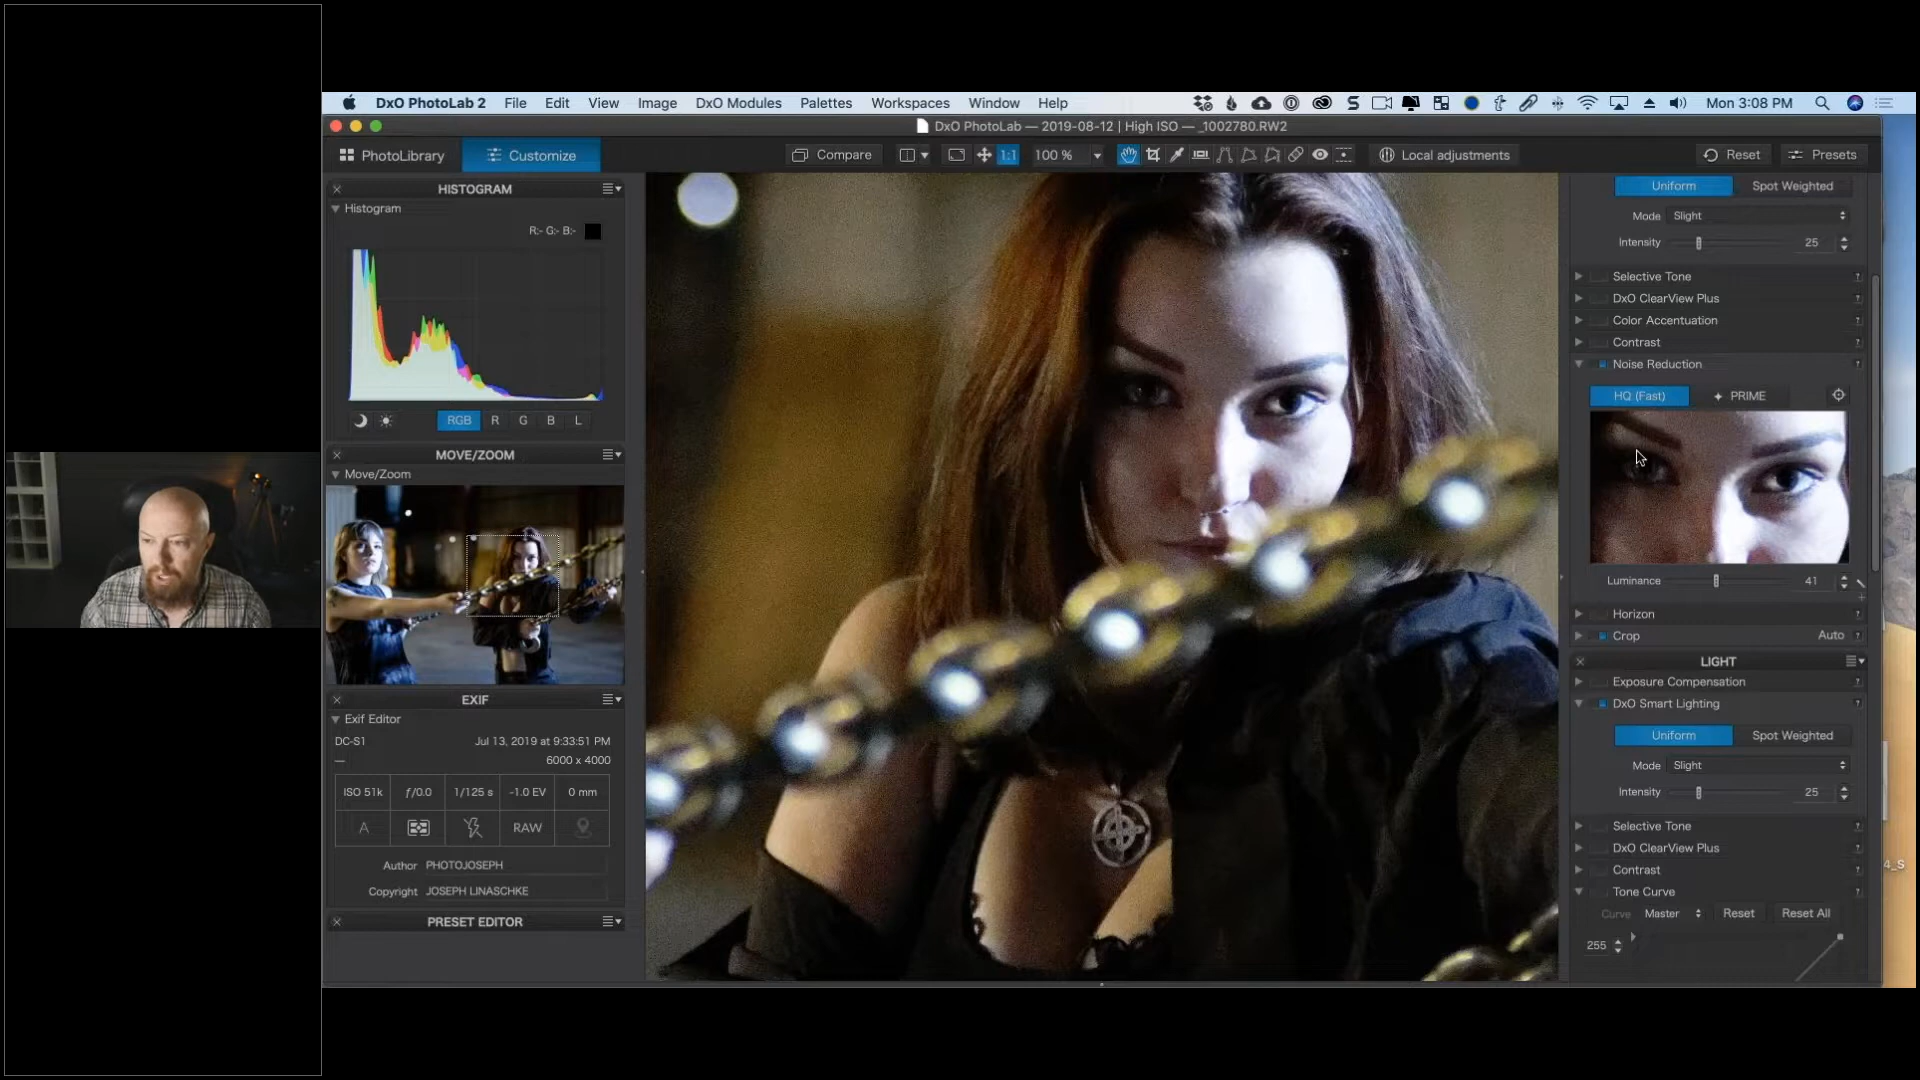 DxO PhotoLab 2 File Edit View Image DxO Modules Palettes Workspaces Window Help Mon 3:08 PM
DxO PhotoLab — 2019-08-12 | High ISO — _1002780.RW2
PhotoLibrary Customize Compare 1:1 100 % Local adjustments Reset Presets
HISTOGRAM
Histogram
R:- G:- B:-
RGB R G B L
MOVE/ZOOM
Move/Zoom
EXIF
Exif Editor
DC-S1 Jul 13, 2019 at 9:33:51 PM
— 6000 x 4000
ISO 51k ƒ/0.0 1/125 s -1.0 EV 0 mm
A RAW
Author PHOTOJOSEPH
Copyright JOSEPH LINASCHKE
PRESET EDITOR
Uniform Spot Weighted
Mode Slight
Intensity 25
Selective Tone ?
DxO ClearView Plus ?
Color Accentuation ?
Contrast ?
Noise Reduction ?
HQ (Fast) PRIME
Luminance 41
Horizon ?
Crop Auto ?
LIGHT
Exposure Compensation ?
DxO Smart Lighting ?
Uniform Spot Weighted
Mode Slight
Intensity 25
Selective Tone ?
DxO ClearView Plus ?
Contrast ?
Tone Curve ?
Curve Master Reset Reset All
255
4_S